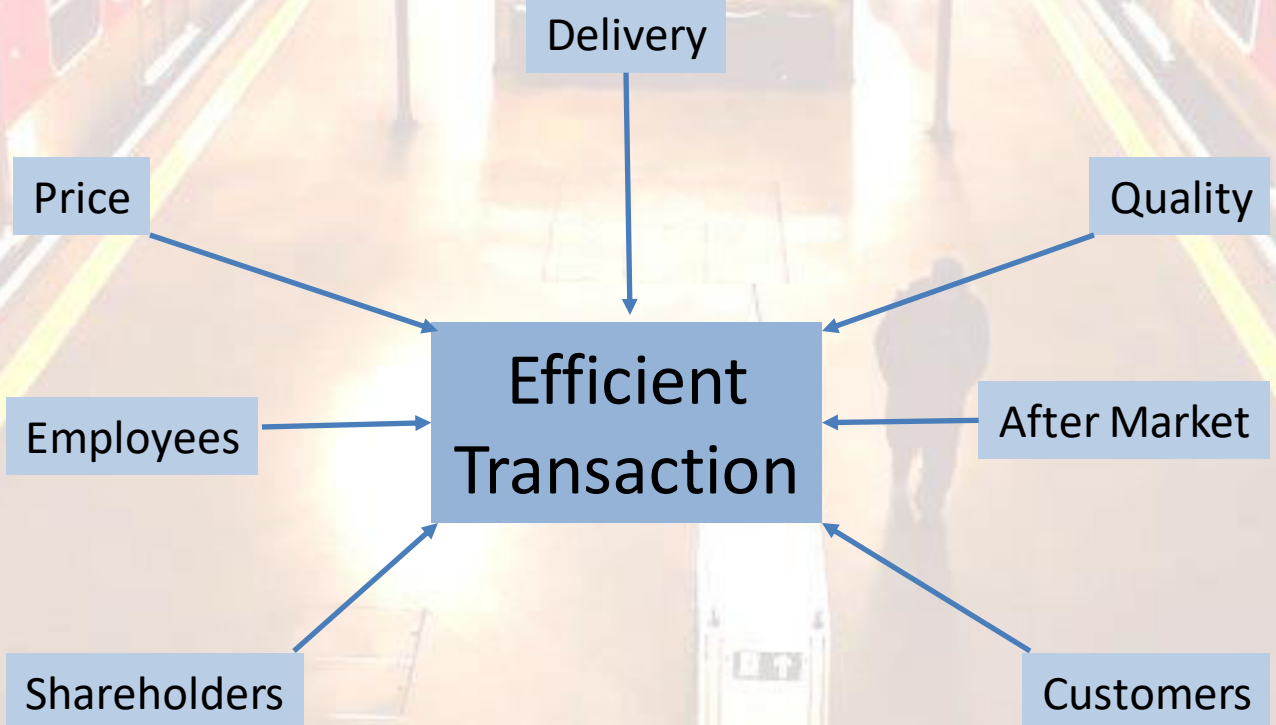 Delivery
Price
Quality
Efficient
Transaction
Employees
After Market
Shareholders
Customers